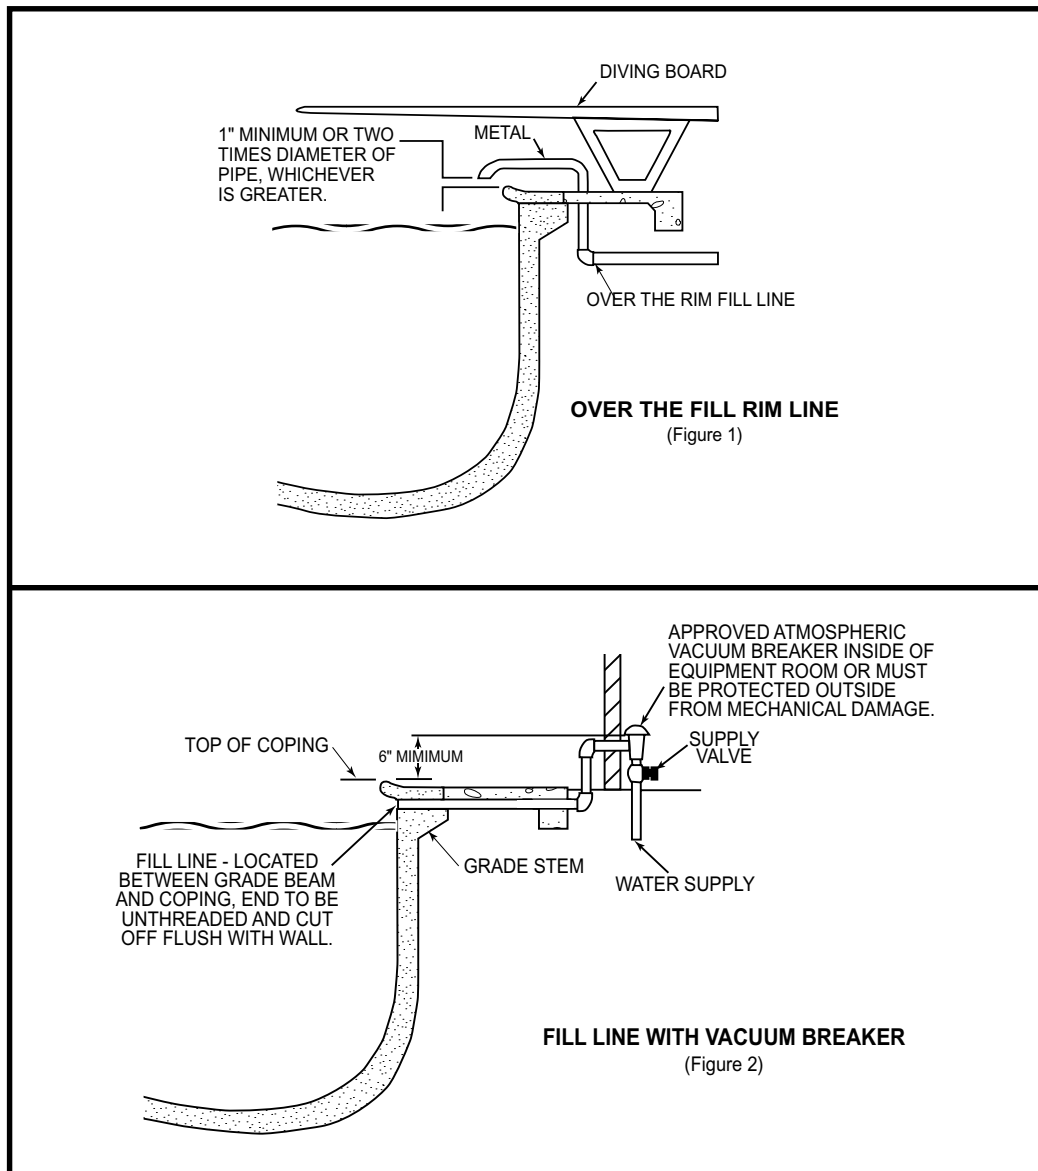 DIVING BOARD
1" MINIMUM OR TWO
TIMES DIAMETER OF
PIPE, WHICHEVER
IS GREATER.
METAL
OVER THE RIM FILL LINE
OVER THE FILL RIM LINE
(Figure 1)
APPROVED ATMOSPHERIC
VACUUM BREAKER INSIDE OF
EQUIPMENT ROOM OR MUST
BE PROTECTED OUTSIDE
FROM MECHANICAL DAMAGE.
TOP OF COPING
6" MIMIMUM
SUPPLY
VALVE
FILL LINE - LOCATED
BETWEEN GRADE BEAM
AND COPING, END TO BE
UNTHREADED AND CUT
OFF FLUSH WITH WALL.
GRADE STEM
WATER SUPPLY
FILL LINE WITH VACUUM BREAKER
(Figure 2)